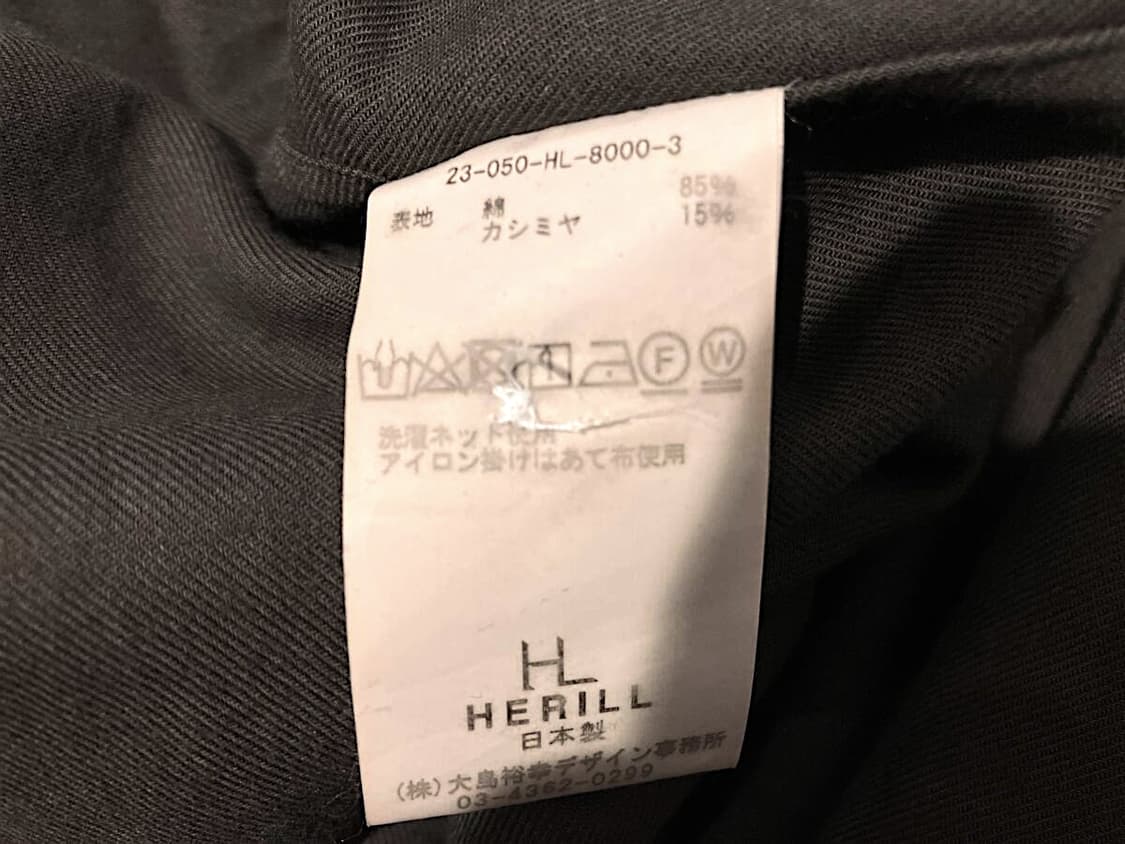 23-050-HL-8000-3
表地 綿 85%
カシミヤ 15%
F W
洗濯ネット使用
アイロン掛けはあて布使用
HL
HERILL
日本製
(株)大島裕幸デザイン事務所
03-4362-0299